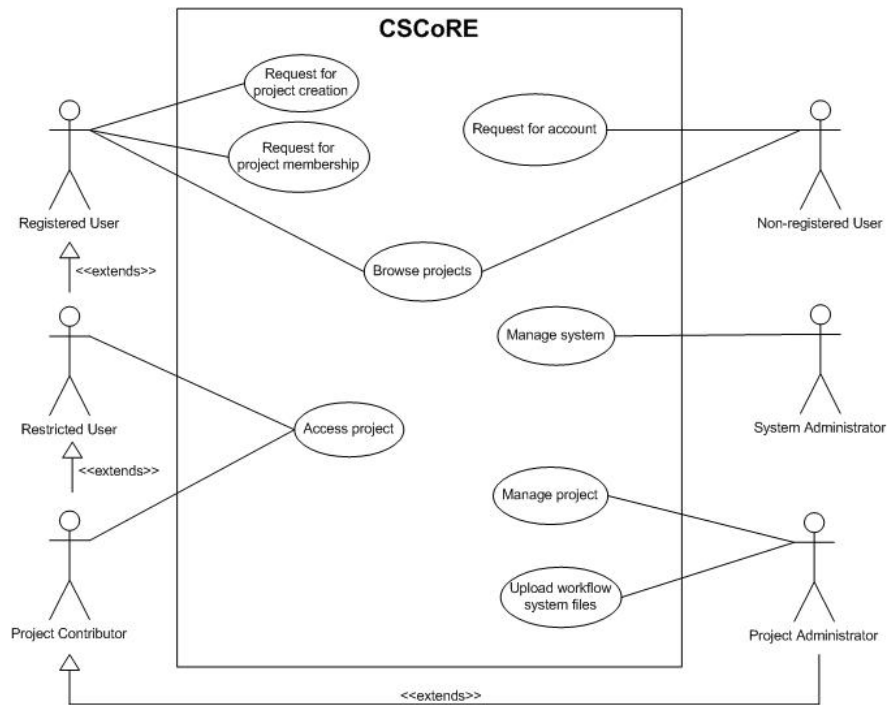 CSCoRE
Request for
project creation
Request for account
Request for
project membership
Registered User
Non-registered User
<<extends>>
Browse projects
Manage system
Restricted User
Access project
System Administrator
<<extends>>
Manage project
Upload workflow
system files
Project Contributor
Project Administrator
<<extends>>